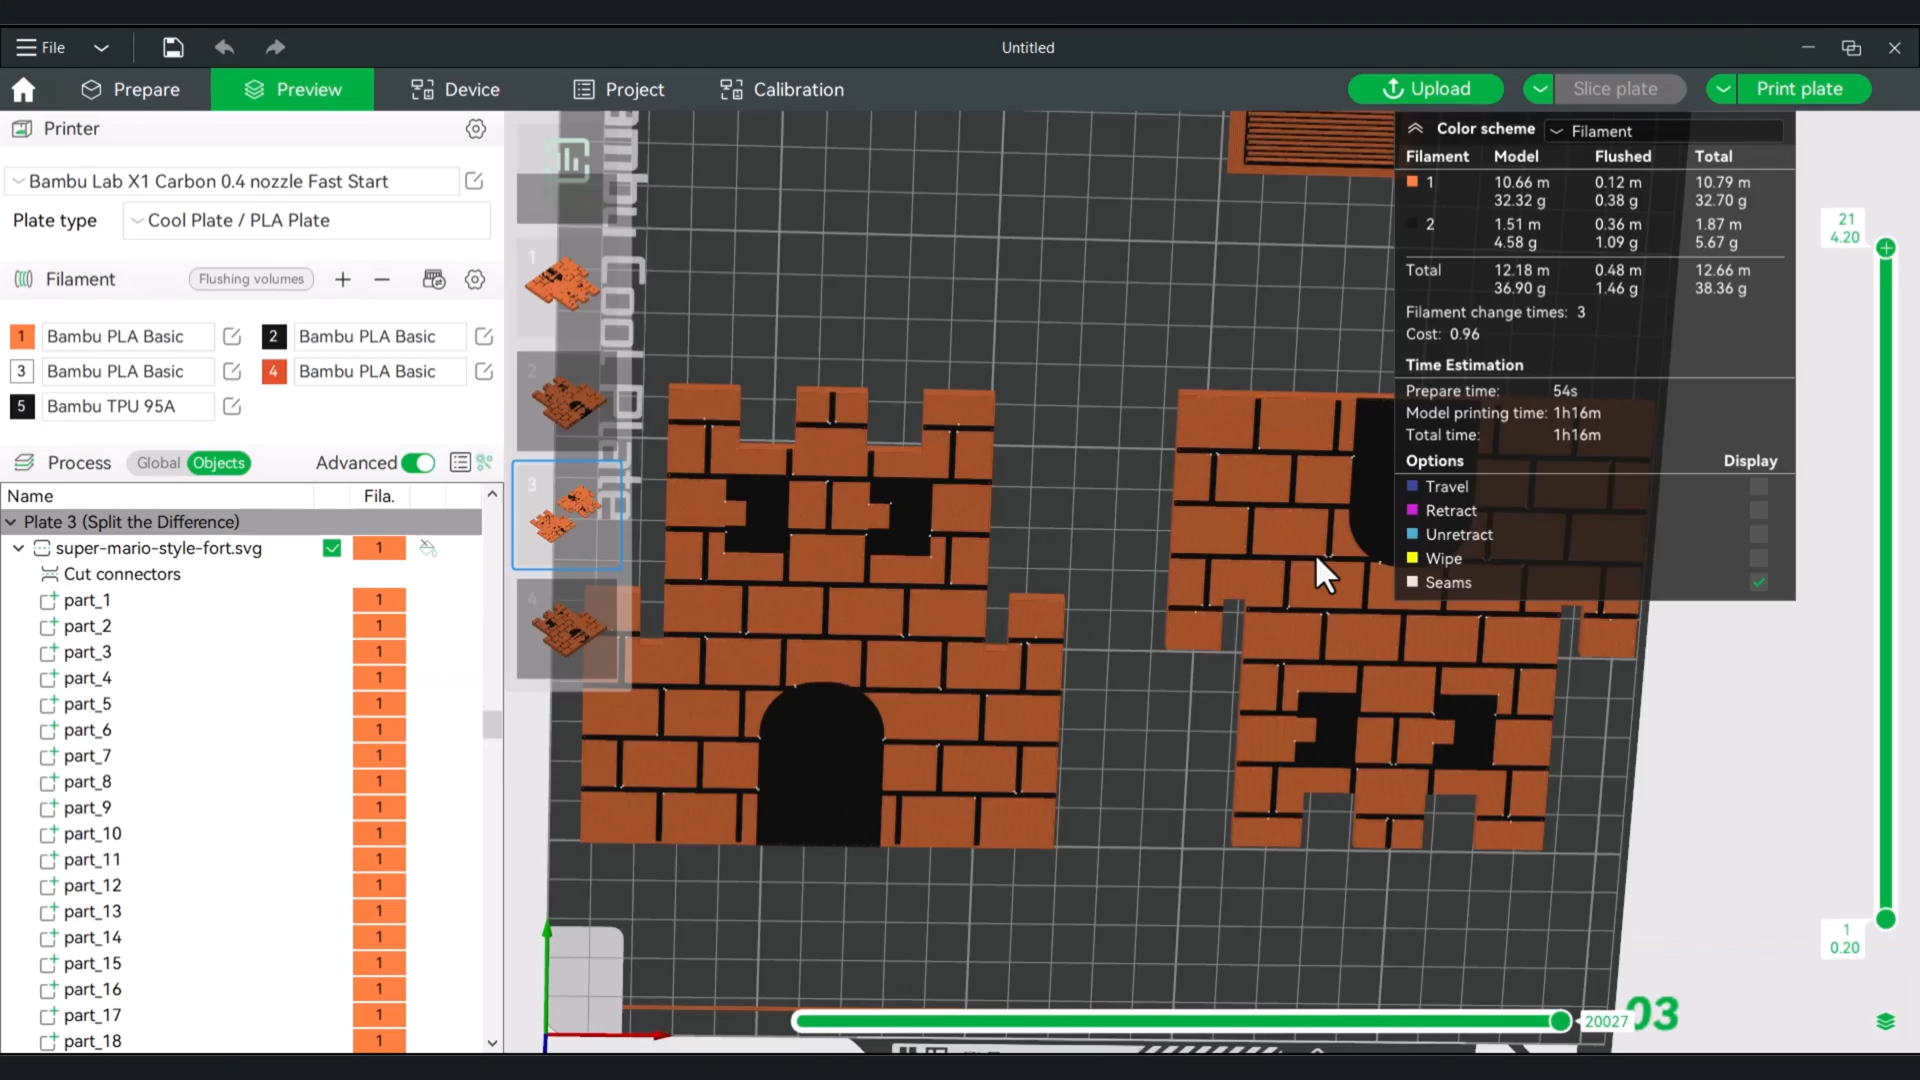 File
Untitled
Prepare
Preview
Device
Project
Calibration
Upload
Slice plate
Print plate
Printer
Bambu Lab X1 Carbon 0.4 nozzle Fast Start
Plate type
Cool Plate / PLA Plate
Filament
Flushing volumes
1 Bambu PLA Basic
2 Bambu PLA Basic
3 Bambu PLA Basic
4 Bambu PLA Basic
5 Bambu TPU 95A
Process
Global
Objects
Advanced
Name
Fila.
Plate 3 (Split the Difference)
super-mario-style-fort.svg 1
Cut connectors
part_1 1
part_2 1
part_3 1
part_4 1
part_5 1
part_6 1
part_7 1
part_8 1
part_9 1
part_10 1
part_11 1
part_12 1
part_13 1
part_14 1
part_15 1
part_16 1
part_17 1
part_18 1
1
2
3
4
Cool Plate
Color scheme
Filament
Filament Model Flushed Total
1 10.66 m 0.12 m 10.79 m
32.32 g 0.38 g 32.70 g
2 1.51 m 0.36 m 1.87 m
4.58 g 1.09 g 5.67 g
Total 12.18 m 0.48 m 12.66 m
36.90 g 1.46 g 38.36 g
Filament change times: 3
Cost: 0.96
Time Estimation
Prepare time: 54s
Model printing time: 1h16m
Total time: 1h16m
Options Display
Travel
Retract
Unretract
Wipe
Seams
21
4.20
1
0.20
20027
03